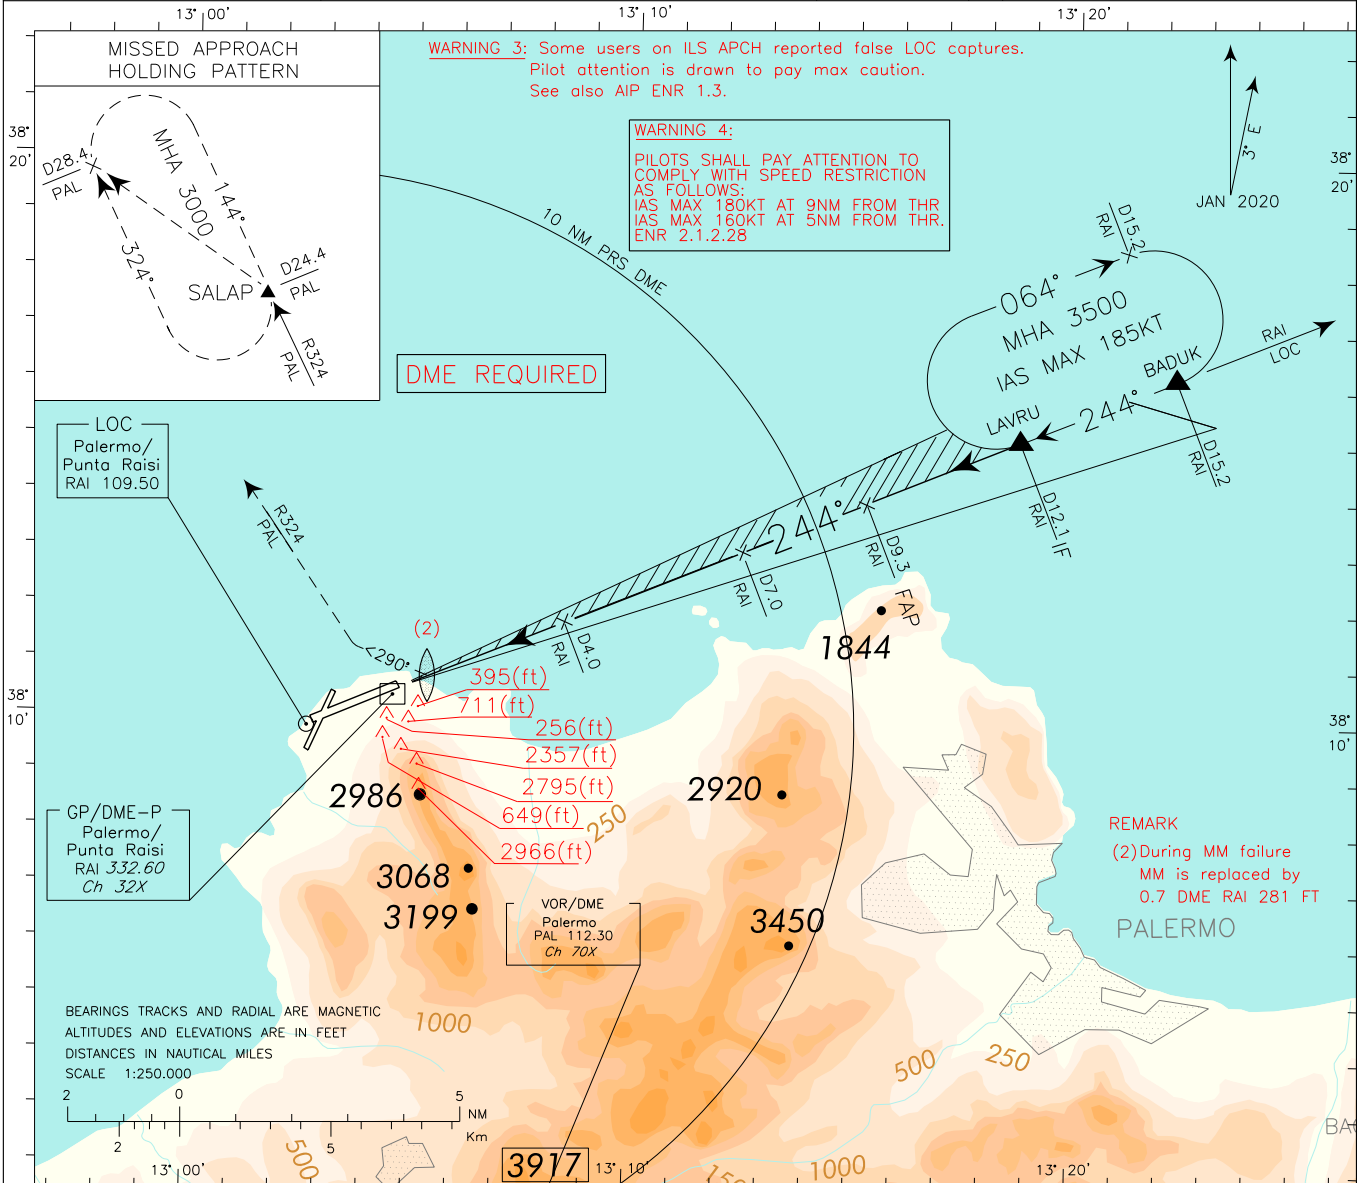 13° 00'
13° 10'
13° 20'
MISSED APPROACH
HOLDING PATTERN
WARNING 3: Some users on ILS APCH reported false LOC captures.
Pilot attention is drawn to pay max caution.
See also AIP ENR 1.3.
WARNING 4:
PILOTS SHALL PAY ATTENTION TO
COMPLY WITH SPEED RESTRICTION
AS FOLLOWS:
IAS MAX 180KT AT 9NM FROM THR
IAS MAX 160KT AT 5NM FROM THR.
ENR 2.1.2.28
3° E
JAN 2020
38°
20'
38°
20'
D28.4
PAL
MHA 3000
144°
324°
SALAP
D24.4
PAL
R324
PAL
10 NM PRS DME
D15.2
RAI
064°
MHA 3500
IAS MAX 185KT
BADUK
RAI
LOC
DME REQUIRED
LAVRU
244°
D15.2
RAI
LOC
Palermo/
Punta Raisi
RAI 109.50
R324
PAL
244°
D12.1
RAI
IF
D9.3
RAI
FAP
D7.0
RAI
D4.0
RAI
(2)
<290°
1844
38°
10'
38°
10'
395(ft)
711(ft)
256(ft)
2357(ft)
2795(ft)
649(ft)
2966(ft)
2986
2920
250
GP/DME-P
Palermo/
Punta Raisi
RAI 332.60
Ch 32X
REMARK
(2)During MM failure
MM is replaced by
0.7 DME RAI 281 FT
3068
3199
VOR/DME
Palermo
PAL 112.30
Ch 70X
3450
PALERMO
BEARINGS TRACKS AND RADIAL ARE MAGNETIC
ALTITUDES AND ELEVATIONS ARE IN FEET
DISTANCES IN NAUTICAL MILES
SCALE 1:250.000
1000
500
250
2 0 5 NM
2 5 Km
500
3917
1000
13° 00'
13° 10'
13° 20'